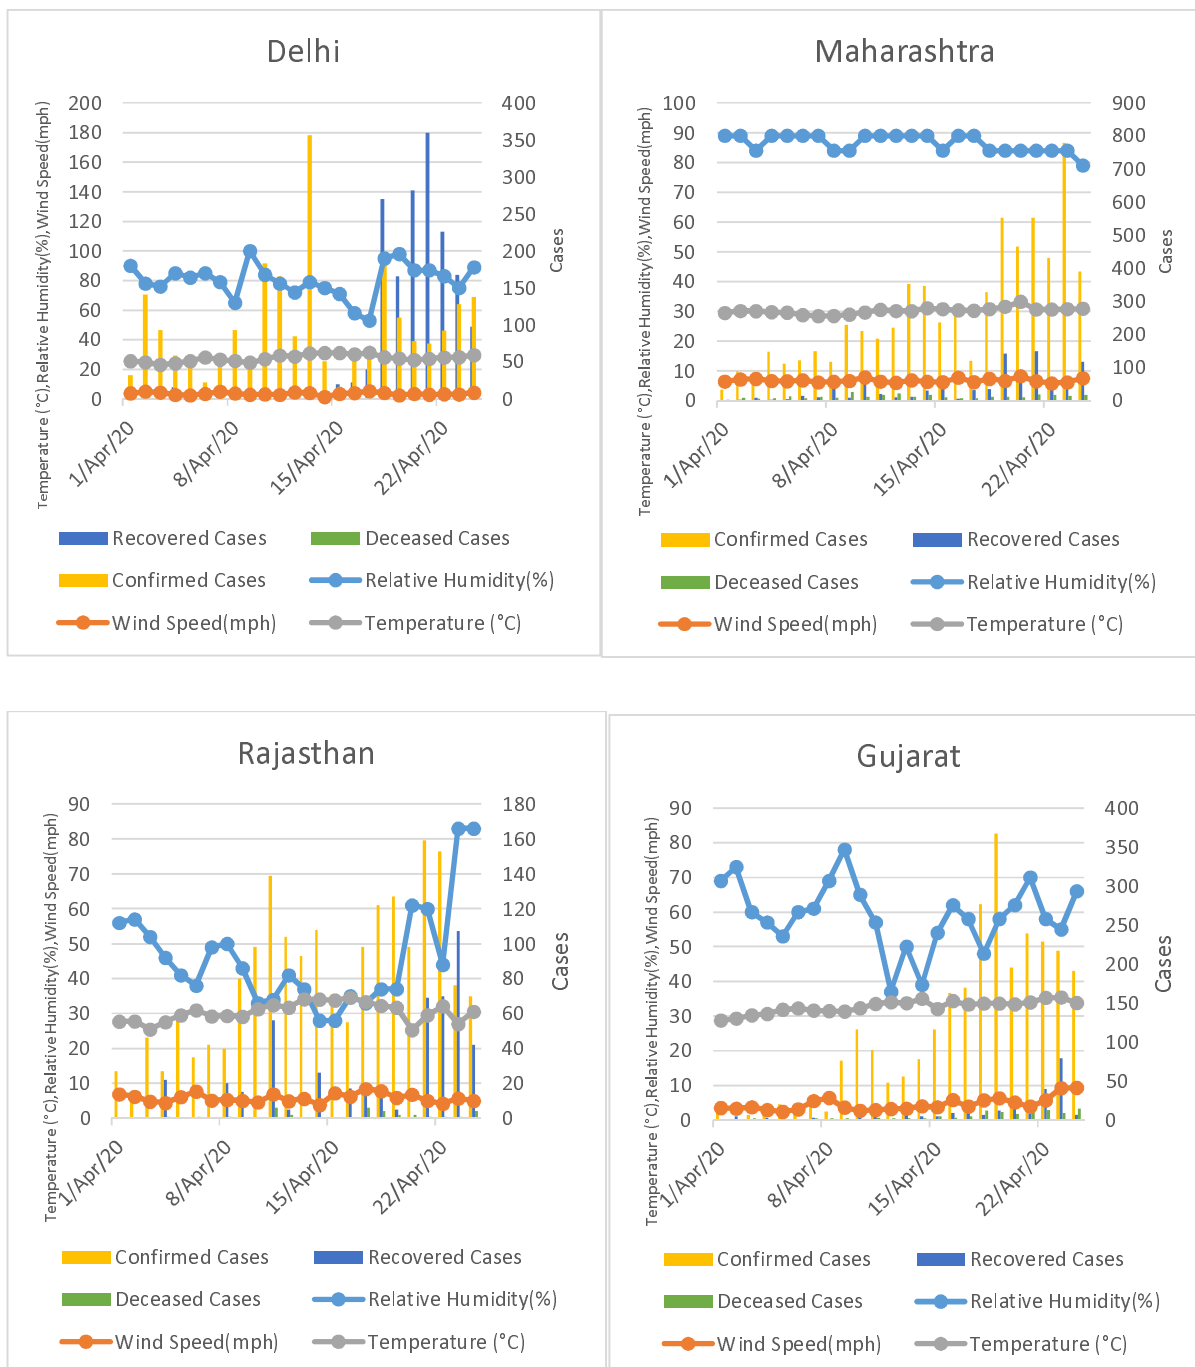 Delhi
Temperature (°C),Relative Humidity(%),Wind Speed(mph)
200
180
160
140
120
100
80
60
40
20
0
400
350
300
250
200
150
100
50
0
Cases
1/Apr/20
8/Apr/20
15/Apr/20
22/Apr/20
Recovered Cases
Deceased Cases
Confirmed Cases
Relative Humidity(%)
Wind Speed(mph)
Temperature (°C)
Maharashtra
Temperature (°C),Relative Humidity(%),Wind Speed(mph)
100
90
80
70
60
50
40
30
20
10
0
900
800
700
600
500
400
300
200
100
0
Cases
1/Apr/20
8/Apr/20
15/Apr/20
22/Apr/20
Confirmed Cases
Recovered Cases
Deceased Cases
Relative Humidity(%)
Wind Speed(mph)
Temperature (°C)
Rajasthan
Temperature (°C),Relative Humidity(%),Wind Speed(mph)
90
80
70
60
50
40
30
20
10
0
180
160
140
120
100
80
60
40
20
0
Cases
1/Apr/20
8/Apr/20
15/Apr/20
22/Apr/20
Confirmed Cases
Recovered Cases
Deceased Cases
Relative Humidity(%)
Wind Speed(mph)
Temperature (°C)
Gujarat
Temperature (°C),Relative Humidity(%),Wind Speed(mph)
90
80
70
60
50
40
30
20
10
0
400
350
300
250
200
150
100
50
0
Cases
1/Apr/20
8/Apr/20
15/Apr/20
22/Apr/20
Confirmed Cases
Recovered Cases
Deceased Cases
Relative Humidity(%)
Wind Speed(mph)
Temperature (°C)